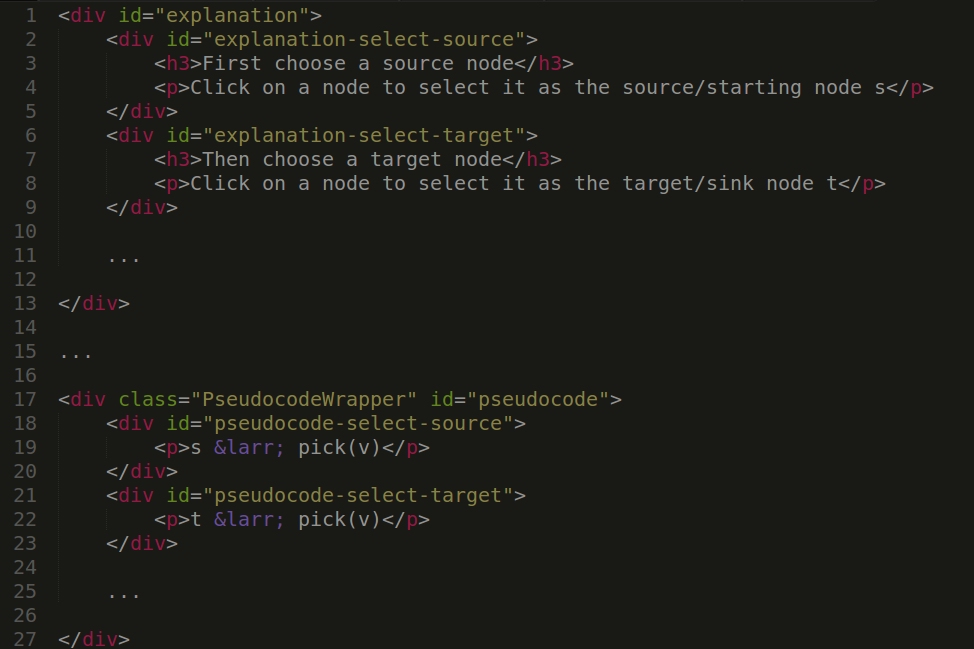 1 <div id="explanation">
2     <div id="explanation-select-source">
3         <h3>First choose a source node</h3>
4         <p>Click on a node to select it as the source/starting node s</p>
5     </div>
6     <div id="explanation-select-target">
7         <h3>Then choose a target node</h3>
8         <p>Click on a node to select it as the target/sink node t</p>
9     </div>
10
11     ...
12
13 </div>
14
15 ...
16
17 <div class="PseudocodeWrapper" id="pseudocode">
18     <div id="pseudocode-select-source">
19         <p>s &larr; pick(v)</p>
20     </div>
21     <div id="pseudocode-select-target">
22         <p>t &larr; pick(v)</p>
23     </div>
24
25     ...
26
27 </div>